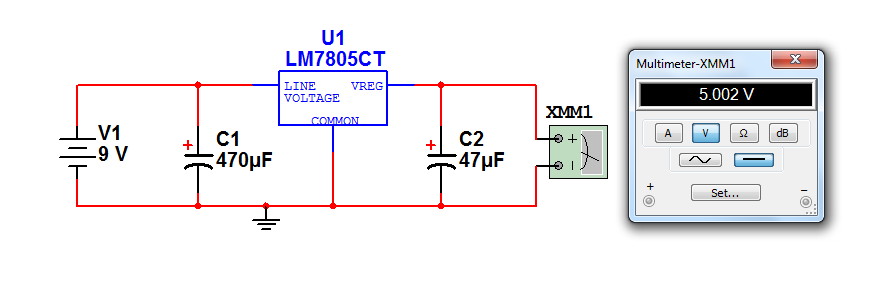 U1
LM7805CT
LINE VREG
VOLTAGE
COMMON
V1
9 V
+
C1
470µF
+
C2
47µF
XMM1
+
Multimeter-XMM1
x
5.002 V
A V Ω dB
Set...
+ −